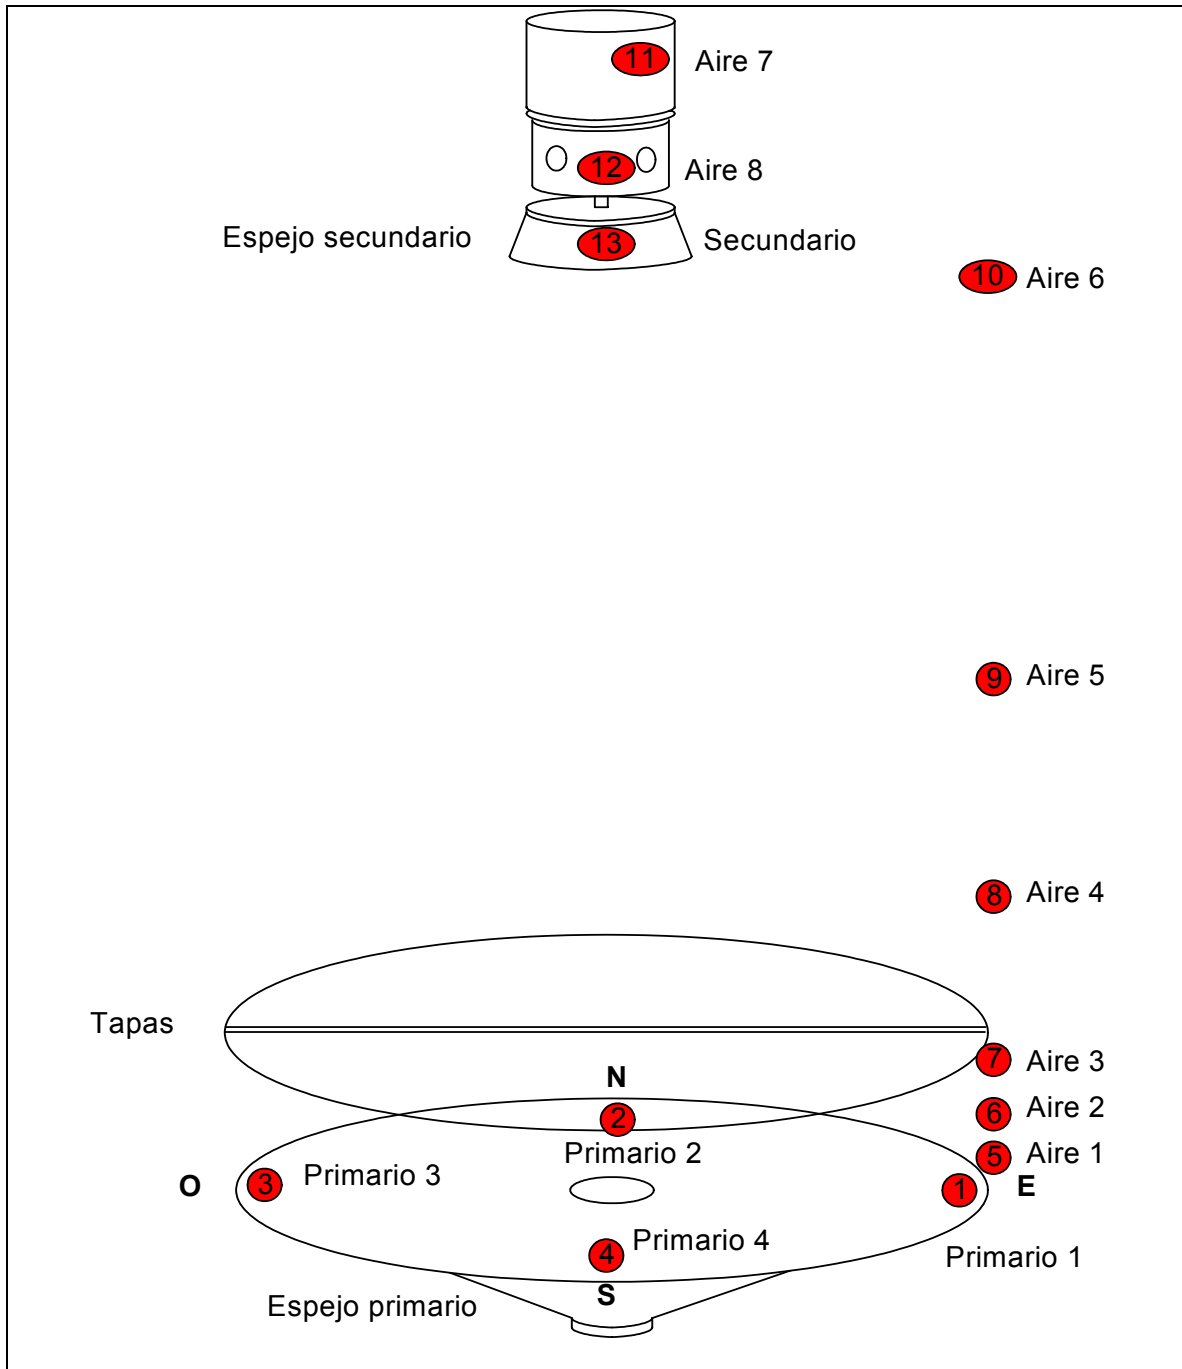 11 Aire 7
12 Aire 8
Espejo secundario 13 Secundario
10 Aire 6
9 Aire 5
8 Aire 4
Tapas
7 Aire 3
N
6 Aire 2
2
Primario 2
5 Aire 1
O 3 Primario 3
1 E
4 Primario 4
Primario 1
S
Espejo primario